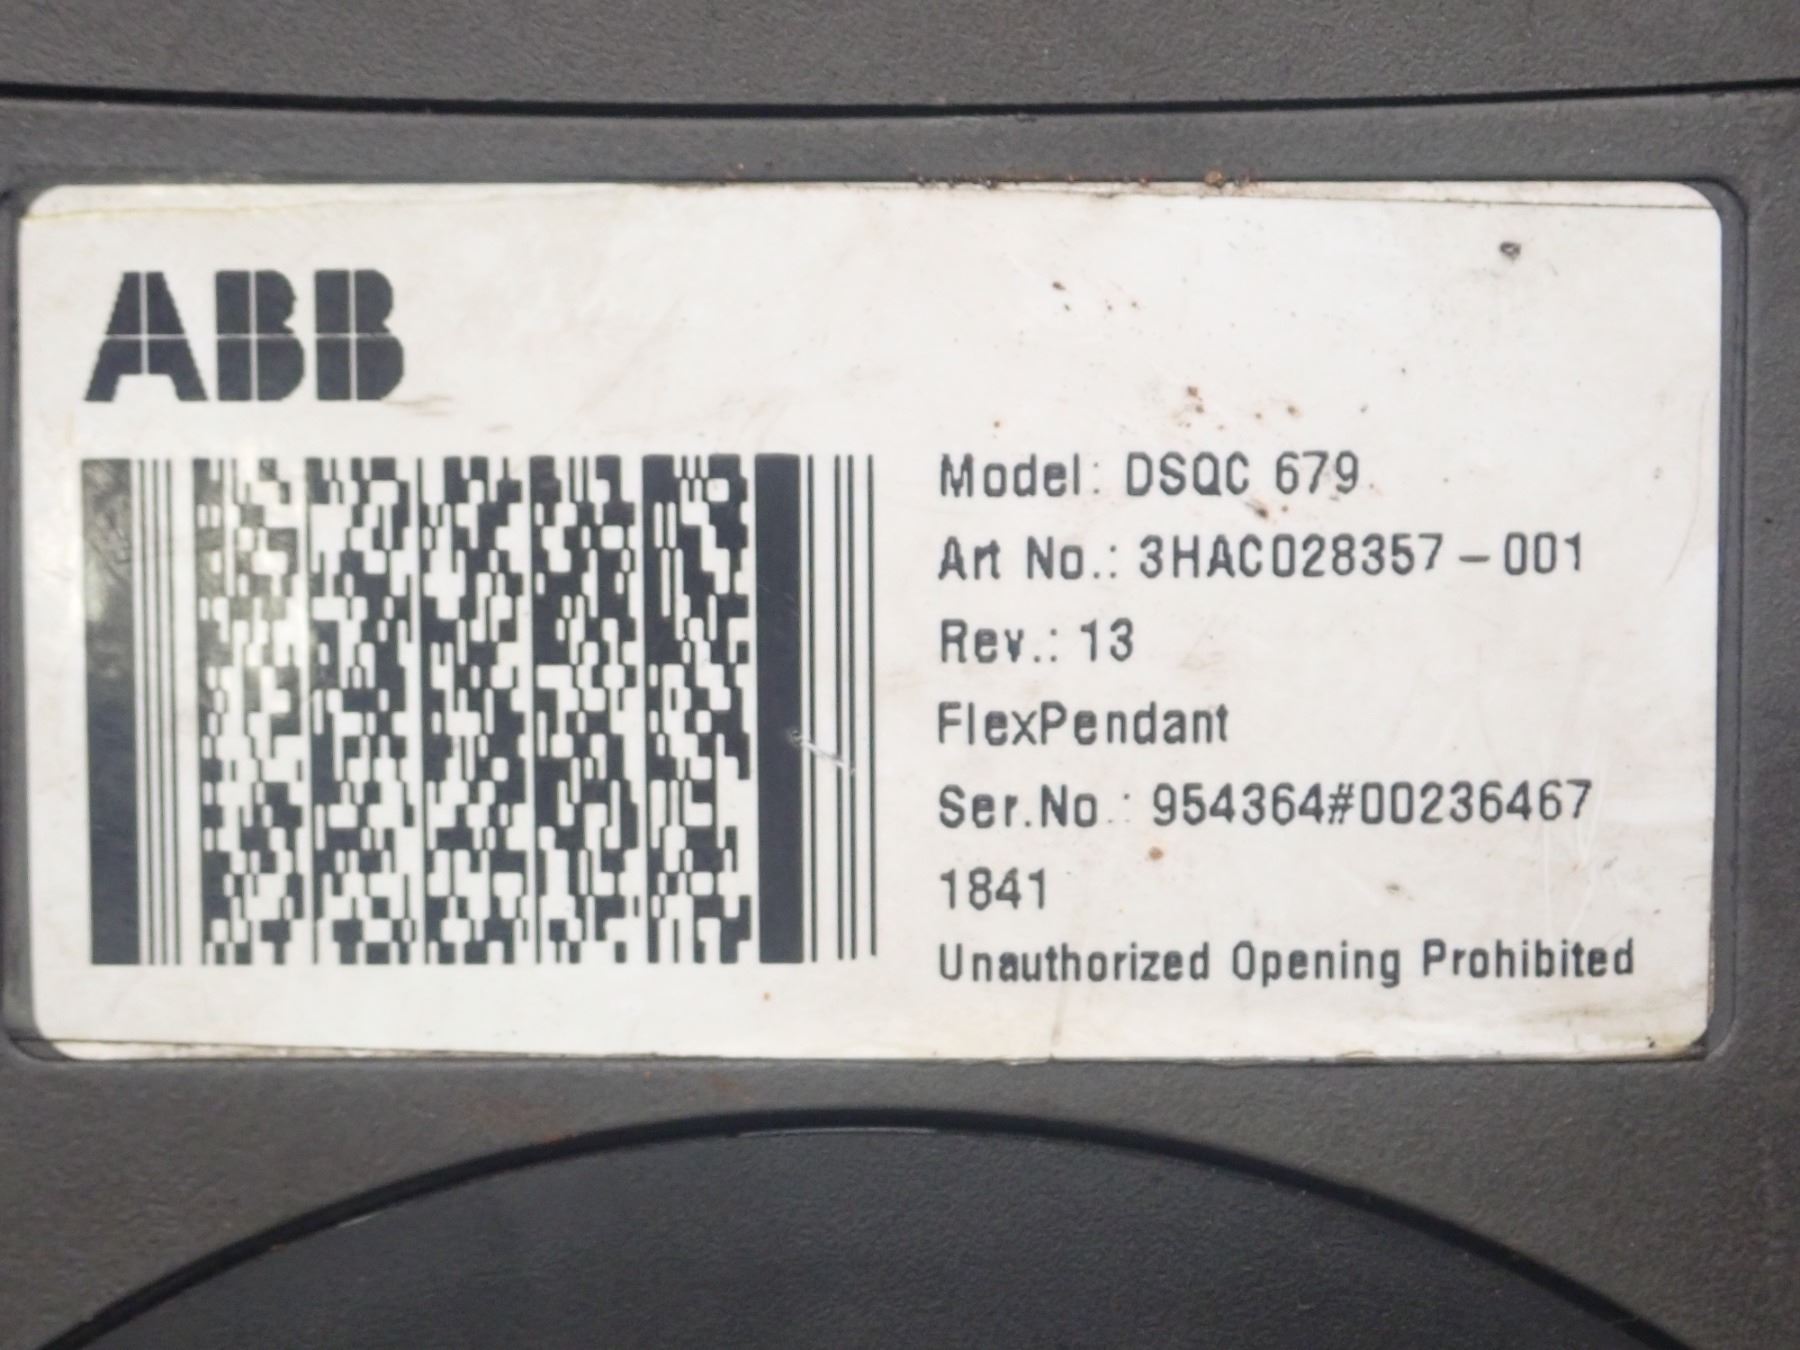 ABB
Model: DSQC 679
Art No.: 3HAC028357-001
Rev.: 13
FlexPendant
Ser.No.: 954364#00236467
1841
Unauthorized Opening Prohibited